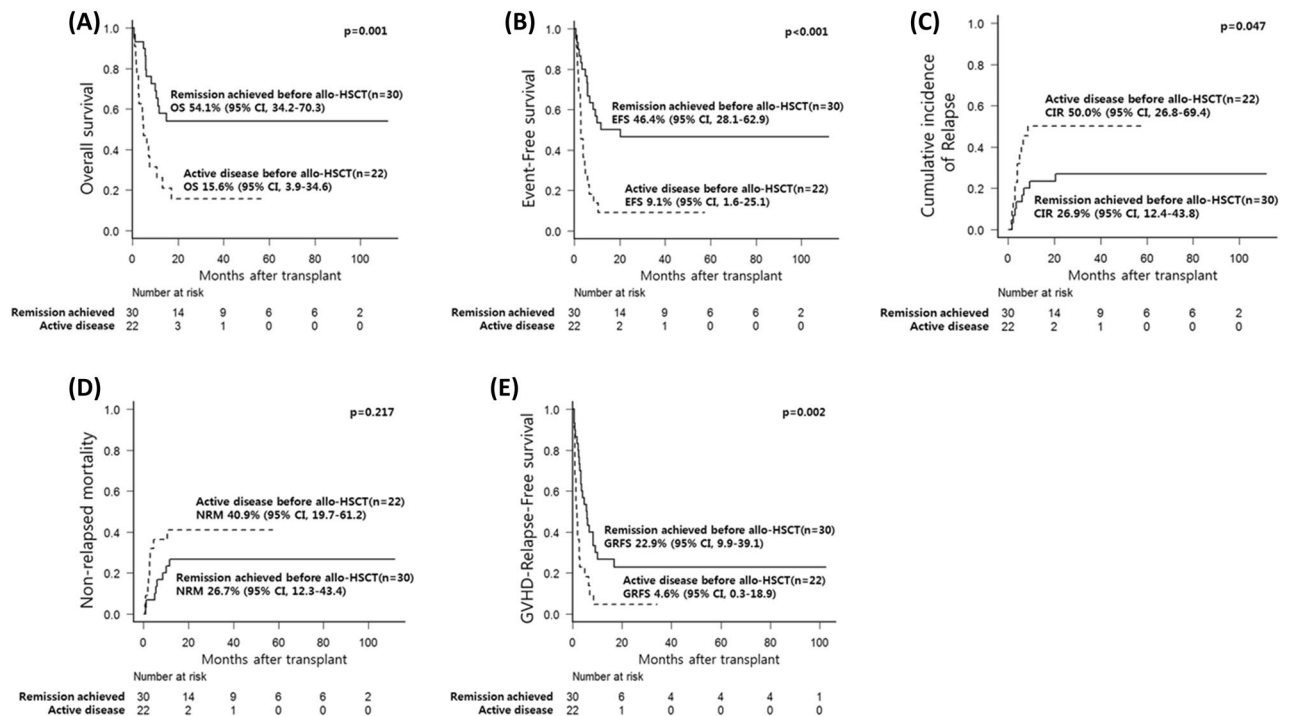 (A)
p=0.001
Overall survival
1.0
0.8
0.6
0.4
0.2
0.0
Remission achieved before allo-HSCT(n=30)
OS 54.1% (95% CI, 34.2-70.3)
Active disease before allo-HSCT(n=22)
OS 15.6% (95% CI, 3.9-34.6)
0 20 40 60 80 100
Months after transplant
Number at risk
Remission achieved 30 14 9 6 6 2
Active disease 22 3 1 0 0 0
(B)
p<0.001
Event-Free survival
1.0
0.8
0.6
0.4
0.2
0.0
Remission achieved before allo-HSCT(n=30)
EFS 46.4% (95% CI, 28.1-62.9)
Active disease before allo-HSCT(n=22)
EFS 9.1% (95% CI, 1.6-25.1)
0 20 40 60 80 100
Months after transplant
Number at risk
Remission achieved 30 14 9 6 6 2
Active disease 22 2 1 0 0 0
(C)
p=0.047
Cumulative incidence
of Relapse
1.0
0.8
0.6
0.4
0.2
0.0
Active disease before allo-HSCT(n=22)
CIR 50.0% (95% CI, 26.8-69.4)
Remission achieved before allo-HSCT(n=30)
CIR 26.9% (95% CI, 12.4-43.8)
0 20 40 60 80 100
Months after transplant
Number at risk
Remission achieved 30 14 9 6 6 2
Active disease 22 2 1 0 0 0
(D)
p=0.217
Non-relapsed mortality
1.0
0.8
0.6
0.4
0.2
0.0
Active disease before allo-HSCT(n=22)
NRM 40.9% (95% CI, 19.7-61.2)
Remission achieved before allo-HSCT(n=30)
NRM 26.7% (95% CI, 12.3-43.4)
0 20 40 60 80 100
Months after transplant
Number at risk
Remission achieved 30 14 9 6 6 2
Active disease 22 2 1 0 0 0
(E)
p=0.002
GVHD-Relapse-Free survival
1.0
0.8
0.6
0.4
0.2
0.0
Remission achieved before allo-HSCT(n=30)
GRFS 22.9% (95% CI, 9.9-39.1)
Active disease before allo-HSCT(n=22)
GRFS 4.6% (95% CI, 0.3-18.9)
0 20 40 60 80 100
Months after transplant
Number at risk
Remission achieved 30 6 4 4 4 1
Active disease 22 1 0 0 0 0